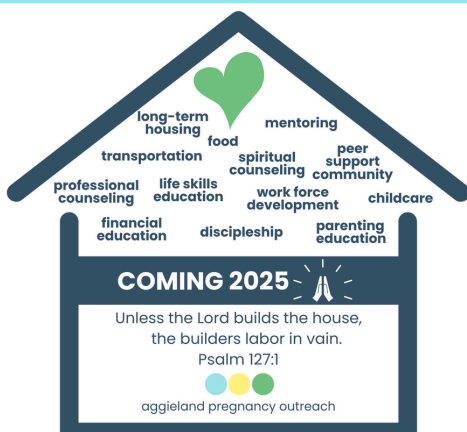 long-term
housing
mentoring
food
transportation
spiritual
counseling
peer
support
community
professional
counseling
life skills
education
work force
development
childcare
financial
education
discipleship
parenting
education
COMING 2025
Unless the Lord builds the house,
the builders labor in vain.
Psalm 127:1
aggieland pregnancy outreach